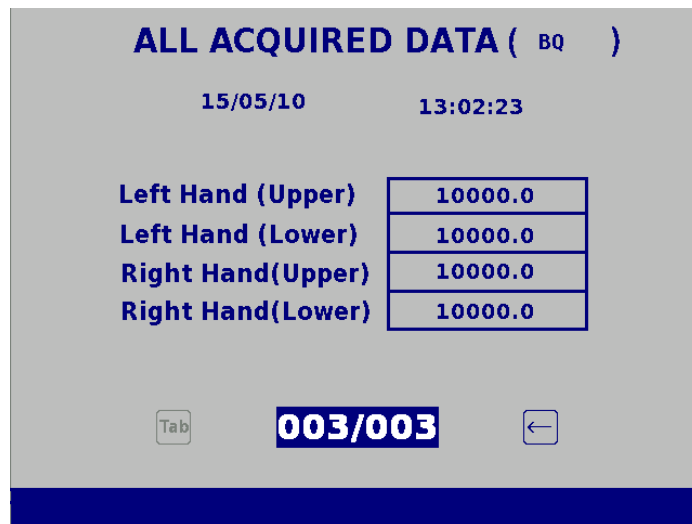 ALL ACQUIRED DATA ( BQ )
15/05/10 13:02:23
Left Hand (Upper) 10000.0
Left Hand (Lower) 10000.0
Right Hand(Upper) 10000.0
Right Hand(Lower) 10000.0
Tab 003/003 ←